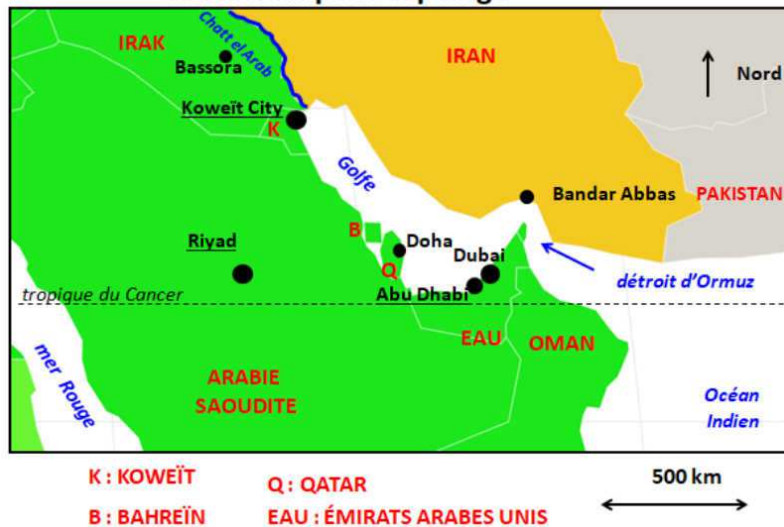 IRAK
Chatt el Arab
IRAN
Nord
Bassora
Koweït City
K
Golfe
Bandar Abbas
PAKISTAN
B
Doha
Riyad
Dubai
Q
détroit d'Ormuz
Abu Dhabi
tropique du Cancer
EAU
OMAN
mer Rouge
ARABIE
SAOUDITE
Océan
Indien
K : KOWEÏT
Q : QATAR
500 km
B : BAHREÏN
EAU : ÉMIRATS ARABES UNIS